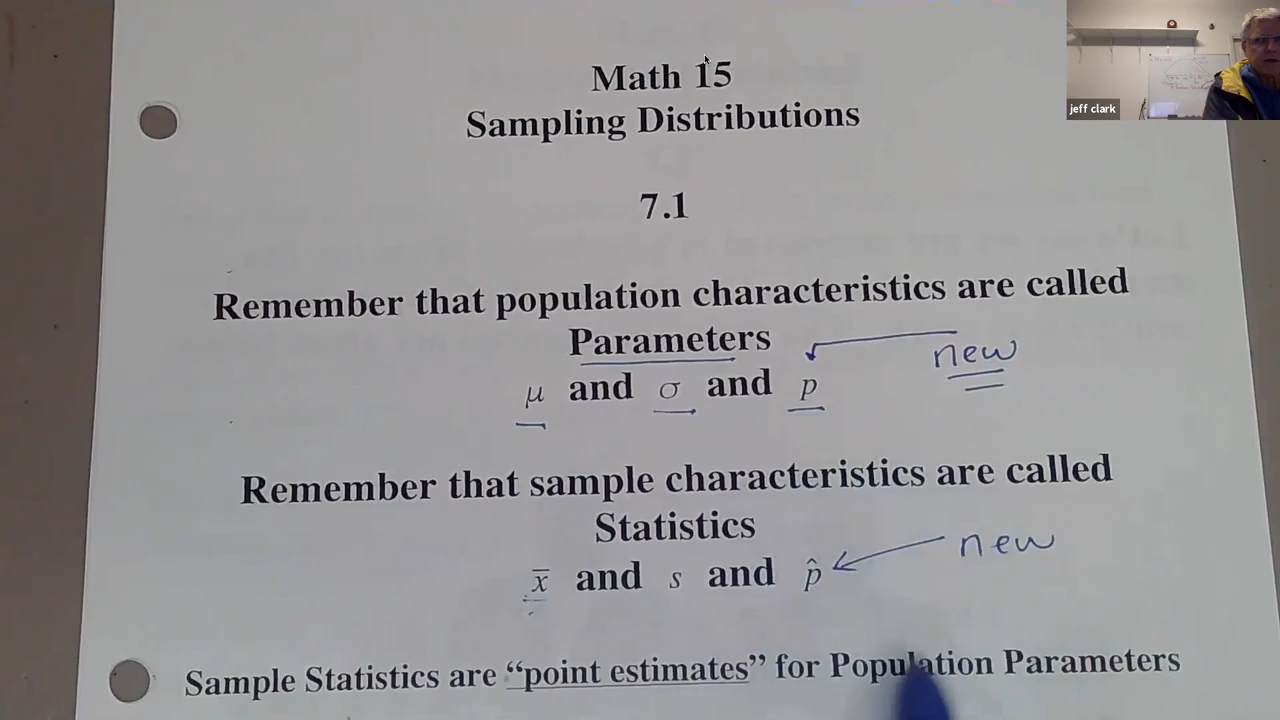 Math 15
Sampling Distributions
jeff clark
7.1
Remember that population characteristics are called
Parameters
new
μ and σ and p
Remember that sample characteristics are called
Statistics
new
x̄ and s and p̂
Sample Statistics are "point estimates" for Population Parameters